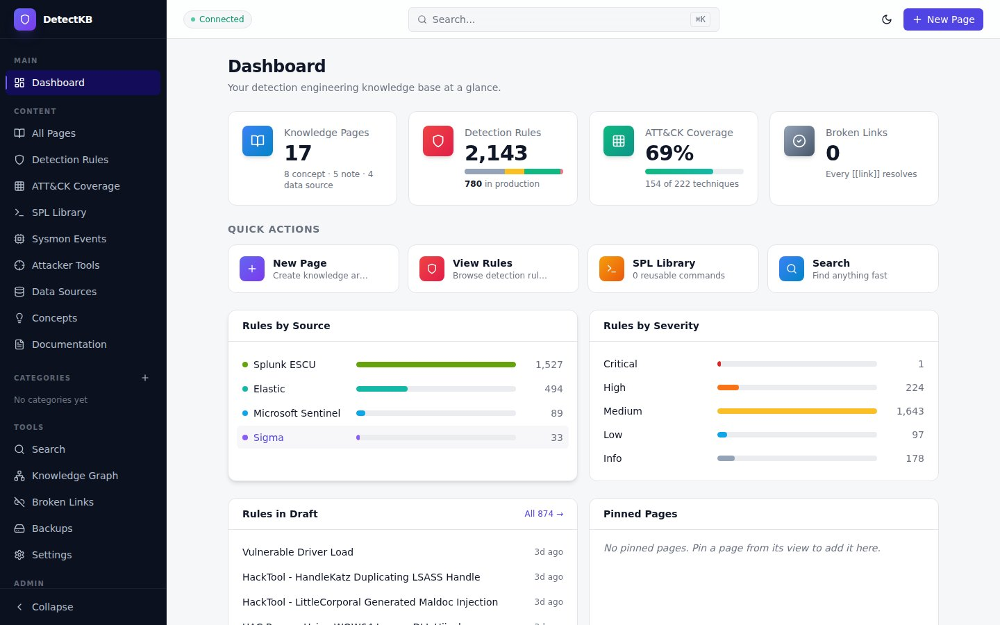 DetectKB
Connected
Search...
⌘K
New Page
MAIN
Dashboard
CONTENT
All Pages
Detection Rules
ATT&CK Coverage
SPL Library
Sysmon Events
Attacker Tools
Data Sources
Concepts
Documentation
CATEGORIES
No categories yet
TOOLS
Search
Knowledge Graph
Broken Links
Backups
Settings
ADMIN
Collapse
Dashboard
Your detection engineering knowledge base at a glance.
Knowledge Pages
17
8 concept · 5 note · 4
data source
Detection Rules
2,143
780 in production
ATT&CK Coverage
69%
154 of 222 techniques
Broken Links
0
Every [[link]] resolves
QUICK ACTIONS
New Page
Create knowledge ar...
View Rules
Browse detection rul...
SPL Library
0 reusable commands
Search
Find anything fast
Rules by Source
Splunk ESCU 1,527
Elastic 494
Microsoft Sentinel 89
Sigma 33
Rules by Severity
Critical 1
High 224
Medium 1,643
Low 97
Info 178
Rules in Draft All 874 →
Vulnerable Driver Load 3d ago
HackTool - HandleKatz Duplicating LSASS Handle 3d ago
HackTool - LittleCorporal Generated Maldoc Injection 3d ago
Pinned Pages
No pinned pages. Pin a page from its view to add it here.